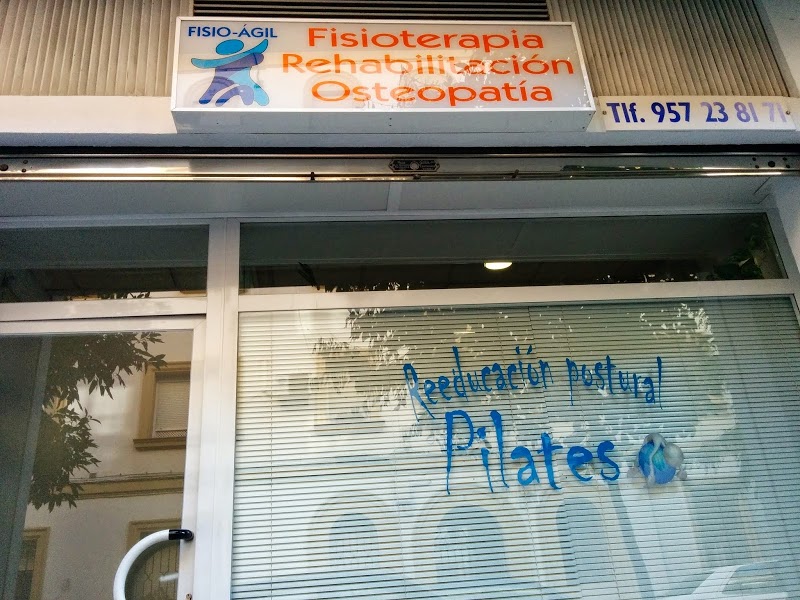 FISIO-ÁGIL
Fisioterapia
Rehabilitación
Osteopatía
Tlf. 957 23 81 71
Reeducación postural
Pilates